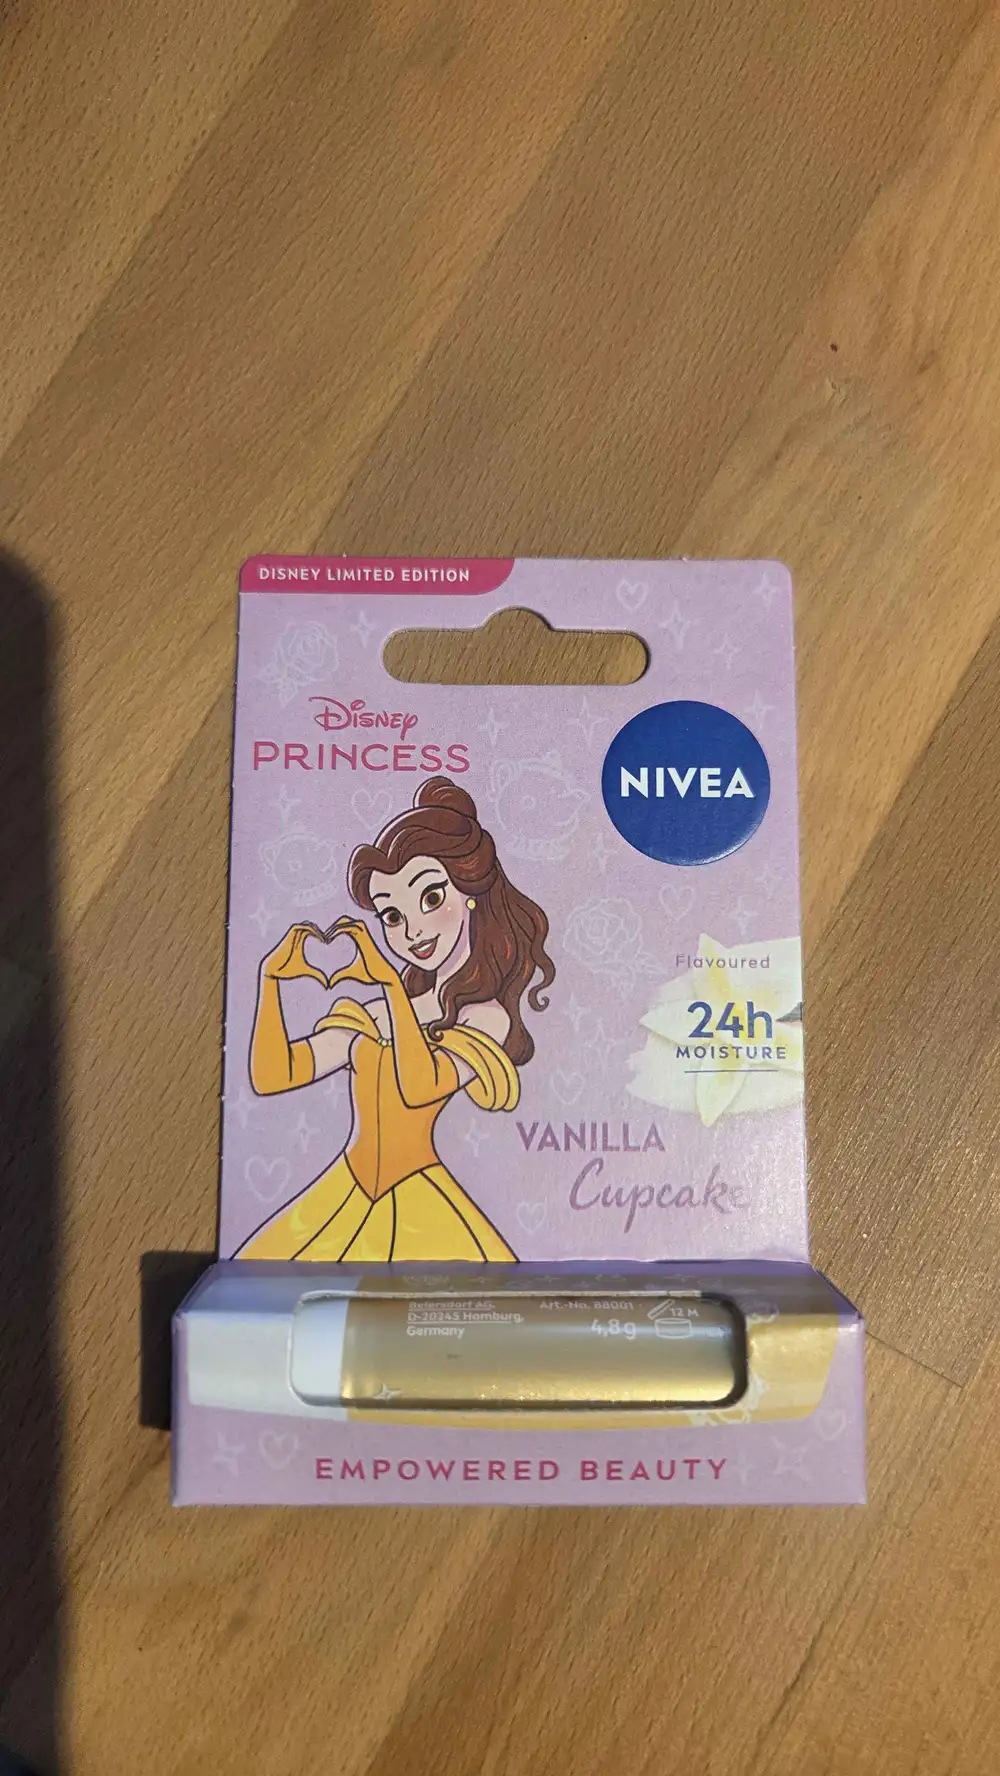 DISNEY LIMITED EDITION
Disney
PRINCESS
NIVEA
Flavoured
24h
MOISTURE
VANILLA
Cupcake
Beiersdorf AG,
D-20245 Hamburg,
Germany
Art.-No. 88001
4,8g
12 M
EMPOWERED BEAUTY